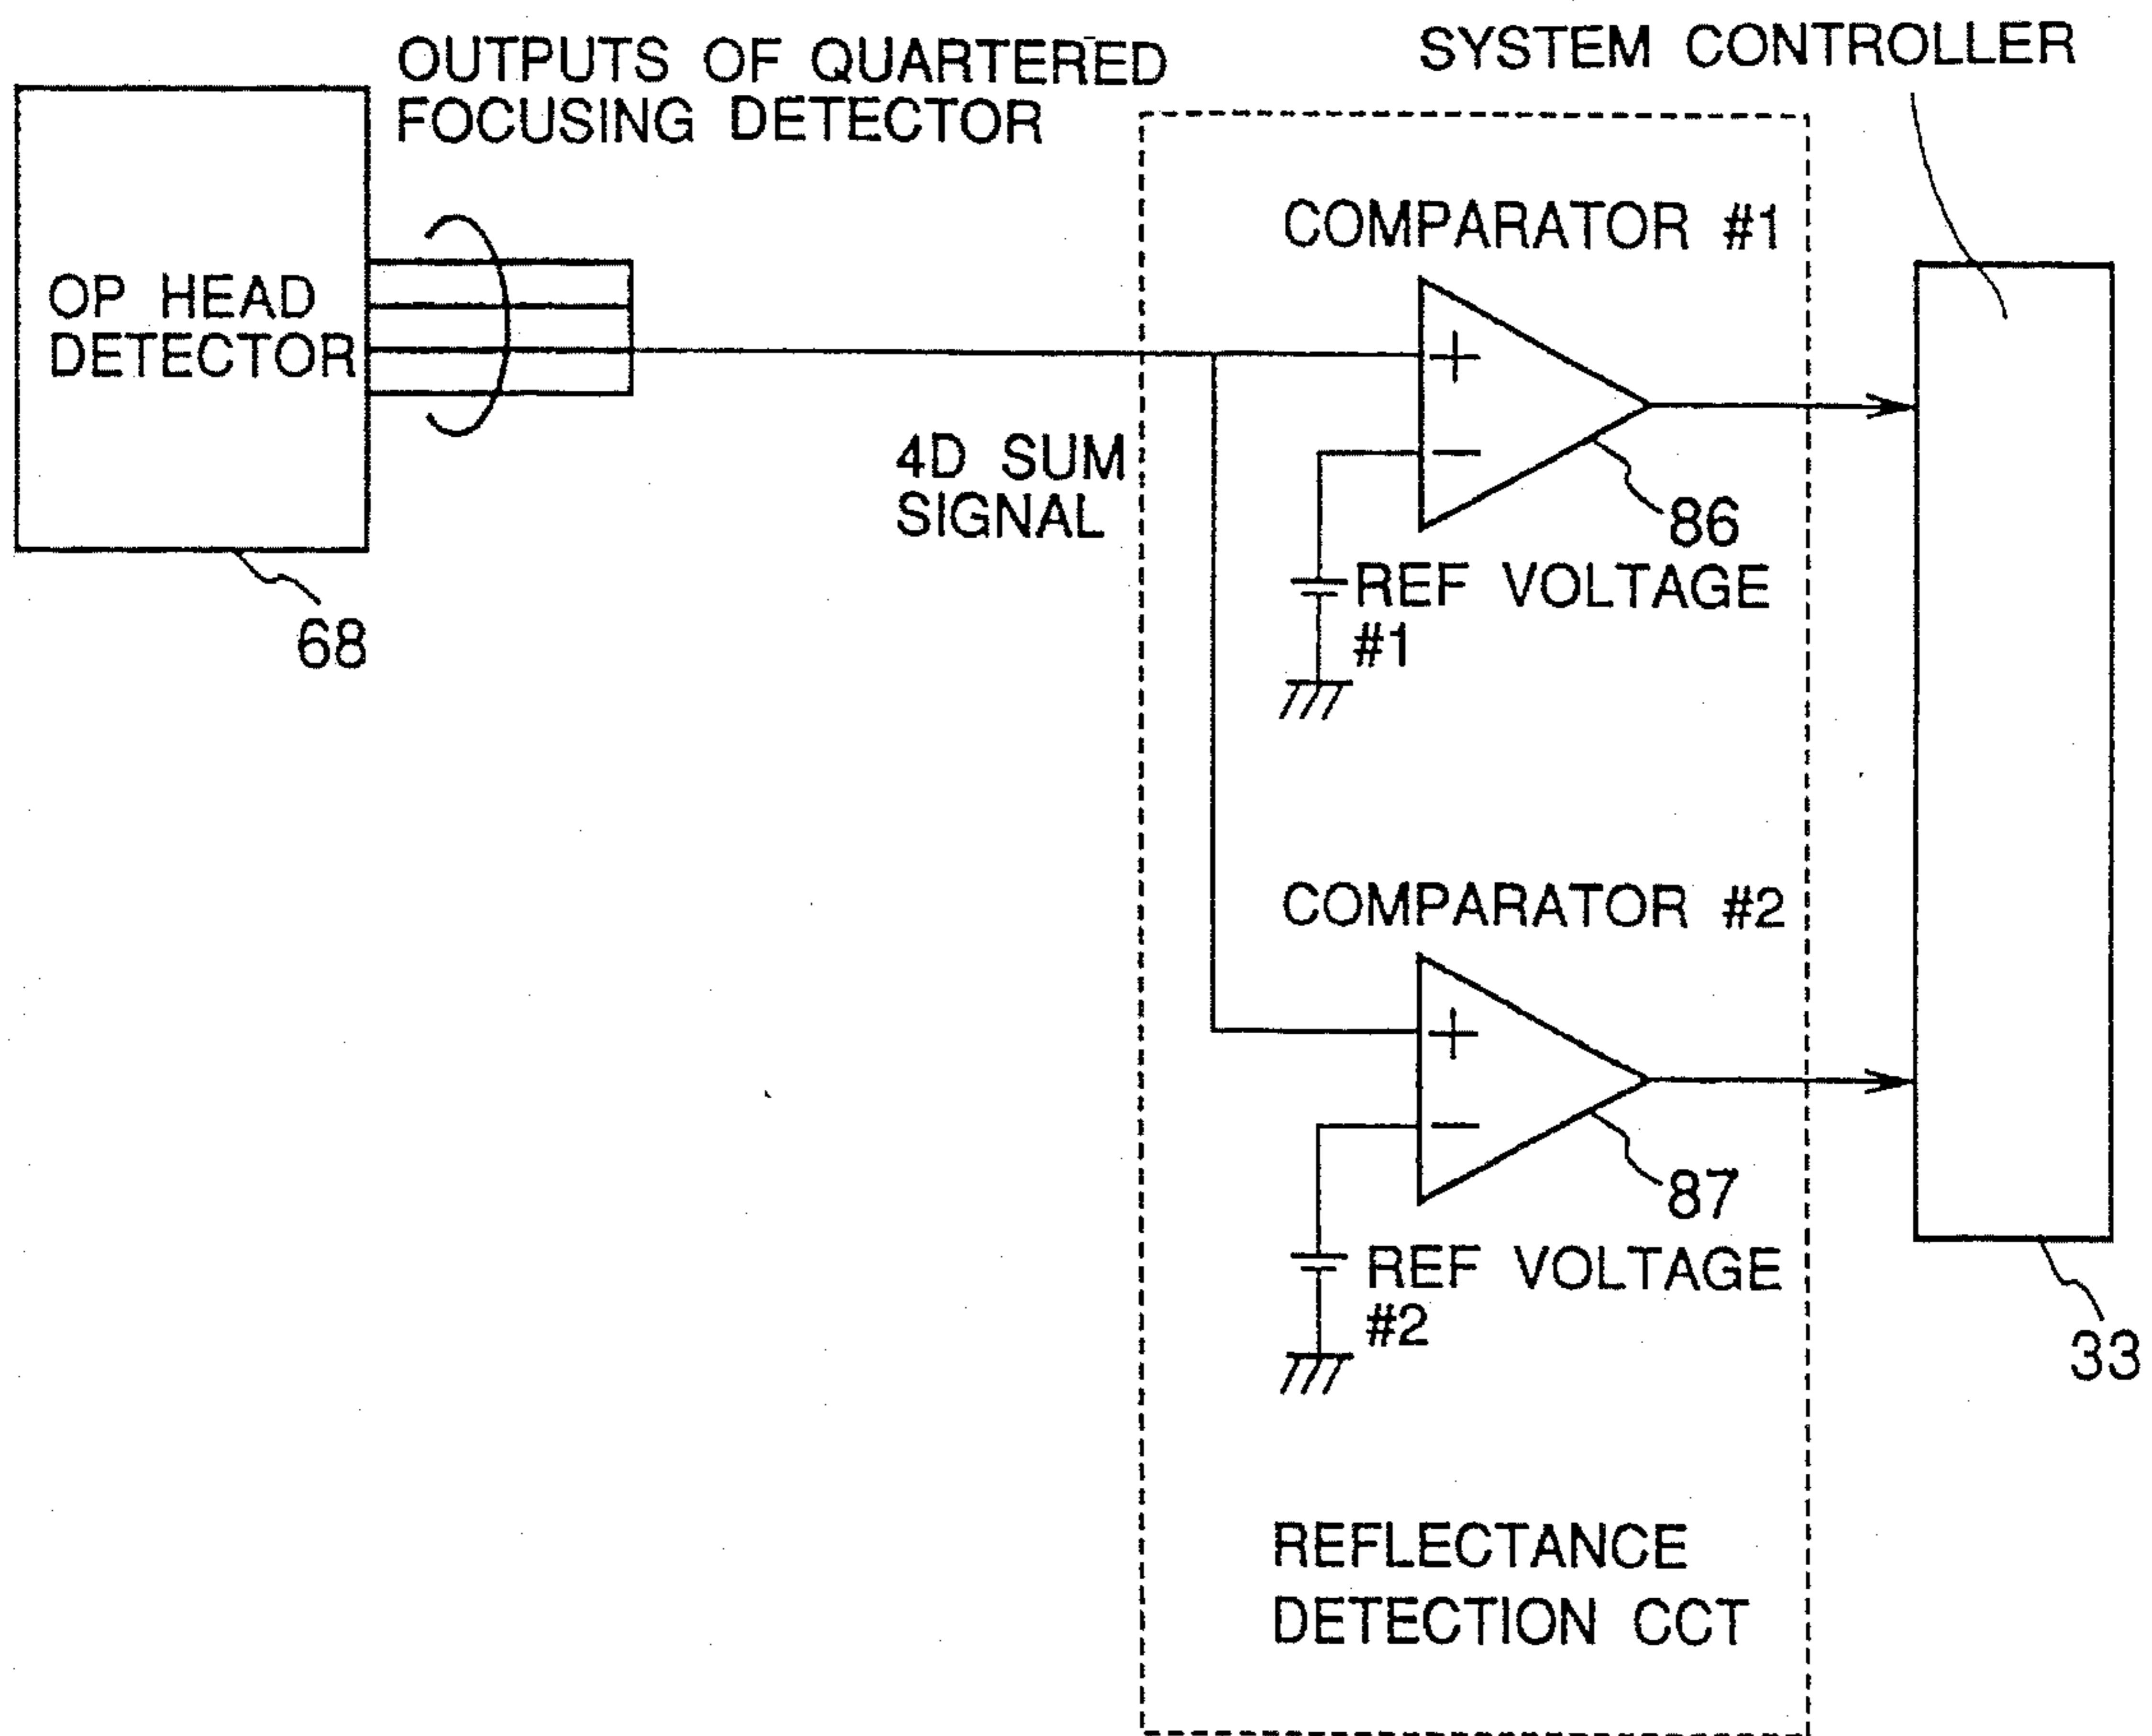 OUTPUTS OF QUARTERED
FOCUSING DETECTOR
SYSTEM CONTROLLER
OP HEAD
DETECTOR
68
4D SUM
SIGNAL
COMPARATOR #1
+
−
86
REF VOLTAGE
#1
COMPARATOR #2
+
−
87
REF VOLTAGE
#2
33
REFLECTANCE
DETECTION CCT